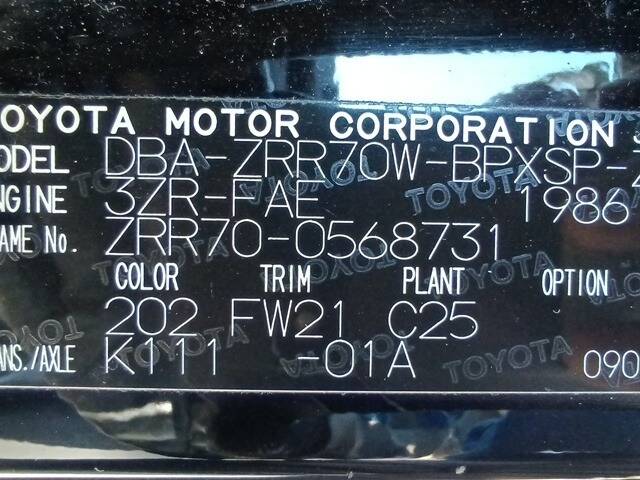 TOYOTA MOTOR CORPORATION
MODEL DBA-ZRR70W-BPXSP-
ENGINE 3ZR-FAE 1986
FRAME No. ZRR70-0568731
COLOR TRIM PLANT OPTION
202 FW21 C25
TRANS./AXLE K111 -01A 090